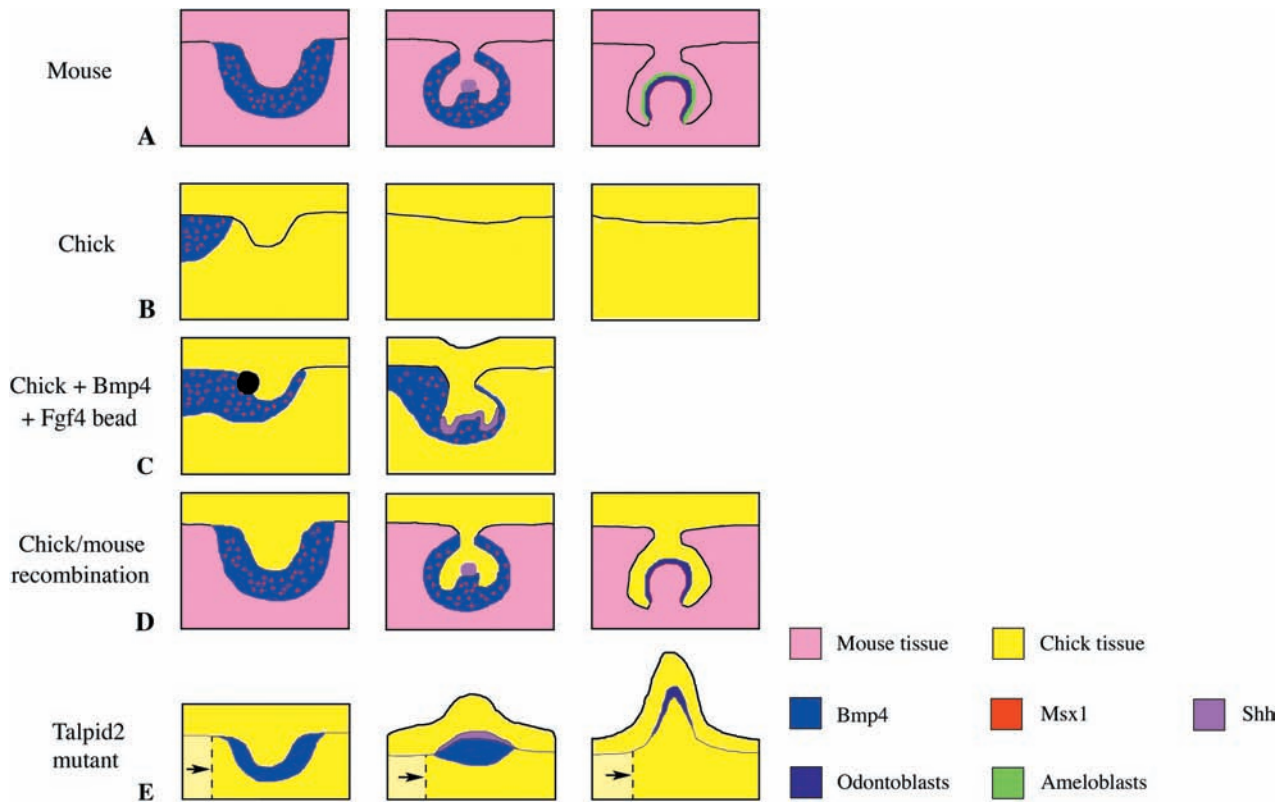 Mouse
A
Chick
B
Chick + Bmp4
+ Fgf4 bead
C
Chick/mouse
recombination
D
Talpid2
mutant
E
Mouse tissue
Chick tissue
Bmp4
Msx1
Shh
Odontoblasts
Ameloblasts